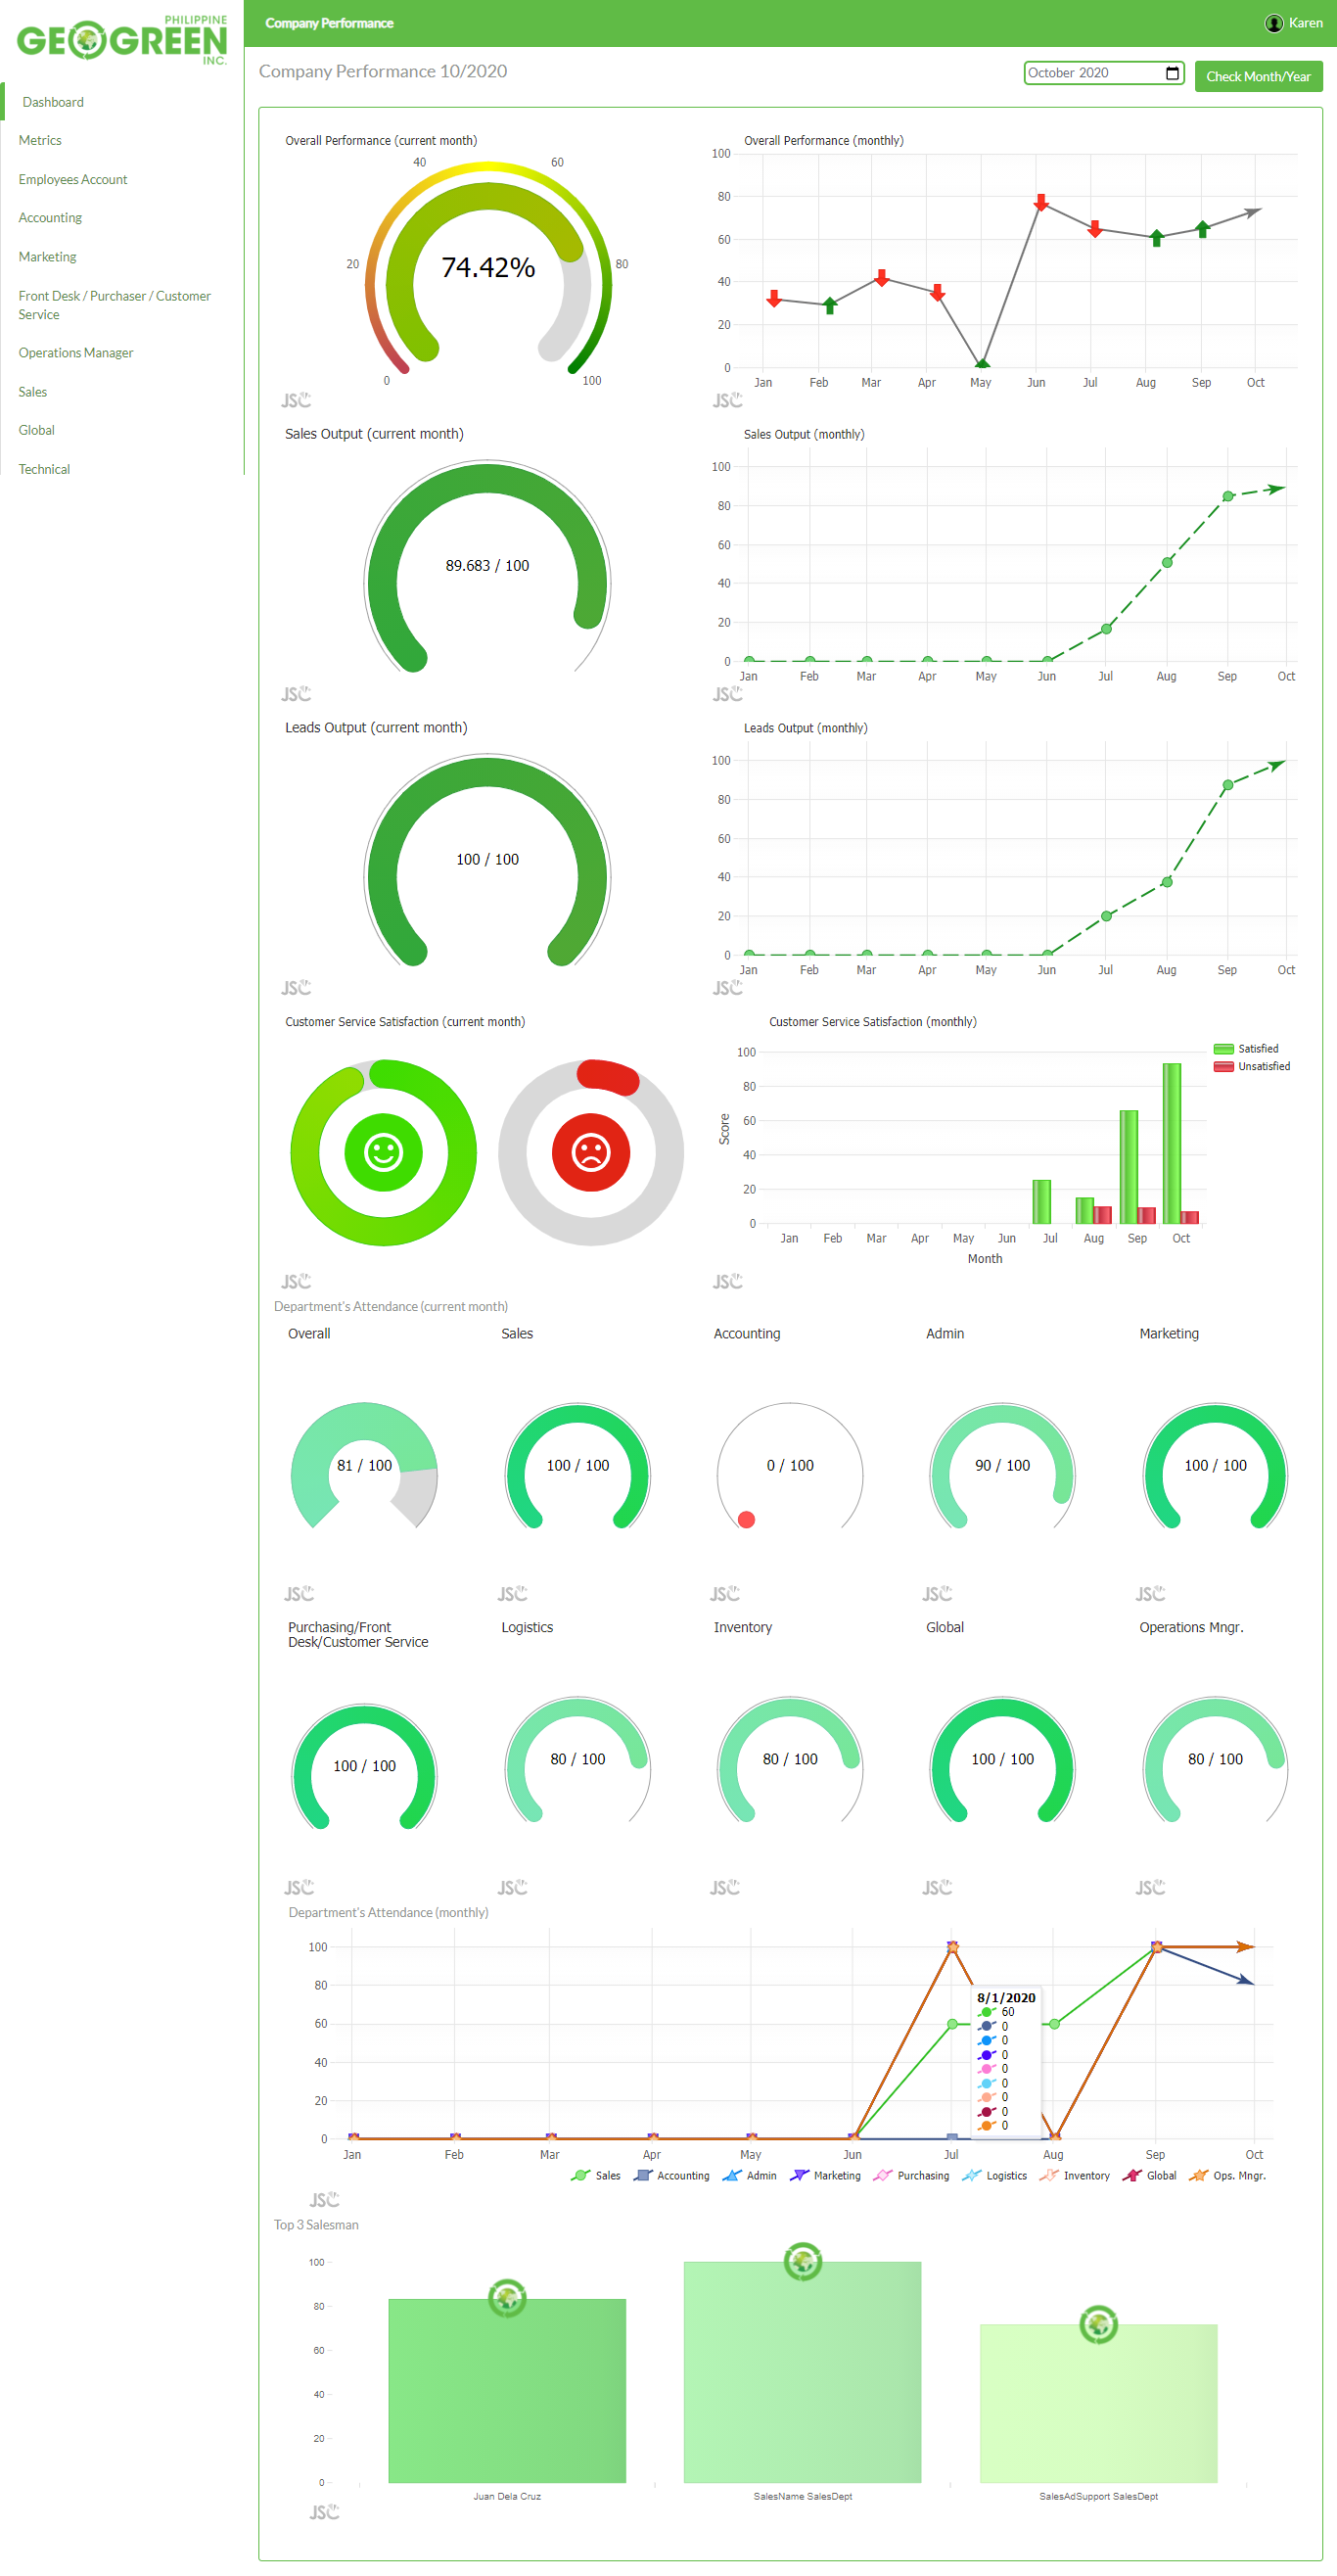 PHILIPPINE
GEOGREEN
INC.
Company Performance
Karen
Company Performance 10/2020
October 2020
Check Month/Year
Dashboard
Metrics
Employees Account
Accounting
Marketing
Front Desk / Purchaser / Customer
Service
Operations Manager
Sales
Global
Technical
Overall Performance (current month)
40
60
20
80
74.42%
0
100
JSC
Overall Performance (monthly)
100
80
60
40
20
0
Jan Feb Mar Apr May Jun Jul Aug Sep Oct
JSC
Sales Output (current month)
89.683 / 100
JSC
Sales Output (monthly)
100
80
60
40
20
0
Jan Feb Mar Apr May Jun Jul Aug Sep Oct
JSC
Leads Output (current month)
100 / 100
JSC
Leads Output (monthly)
100
80
60
40
20
0
Jan Feb Mar Apr May Jun Jul Aug Sep Oct
JSC
Customer Service Satisfaction (current month)
JSC
Customer Service Satisfaction (monthly)
Satisfied
Unsatisfied
Score
100
80
60
40
20
0
Jan Feb Mar Apr May Jun Jul Aug Sep Oct
Month
JSC
Department's Attendance (current month)
Overall
81 / 100
JSC
Sales
100 / 100
JSC
Accounting
0 / 100
JSC
Admin
90 / 100
JSC
Marketing
100 / 100
JSC
Purchasing/Front
Desk/Customer Service
100 / 100
JSC
Logistics
80 / 100
JSC
Inventory
80 / 100
JSC
Global
100 / 100
JSC
Operations Mngr.
80 / 100
JSC
Department's Attendance (monthly)
100
80
60
40
20
0
8/1/2020
60
0
0
0
0
0
0
0
0
Jan Feb Mar Apr May Jun Jul Aug Sep Oct
Sales Accounting Admin Marketing Purchasing Logistics Inventory Global Ops. Mngr.
JSC
Top 3 Salesman
100
80
60
40
20
0
Juan Dela Cruz SalesName SalesDept SalesAdSupport SalesDept
JSC